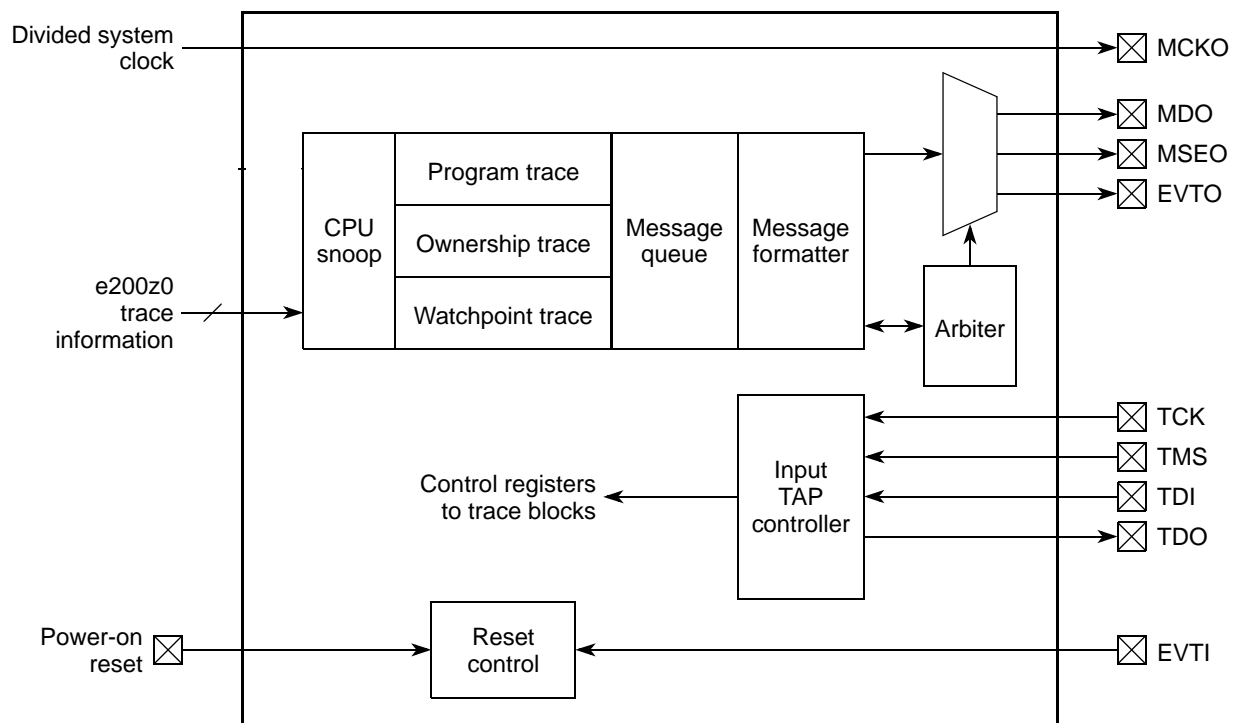 Divided system
clock
MCKO
MDO
MSEO
EVTO
Program trace
Ownership trace
Watchpoint trace
CPU
snoop
Message
queue
Message
formatter
Arbiter
e200z0
trace
information
TCK
TMS
TDI
TDO
Input
TAP
controller
Control registers
to trace blocks
Power-on
reset
Reset
control
EVTI